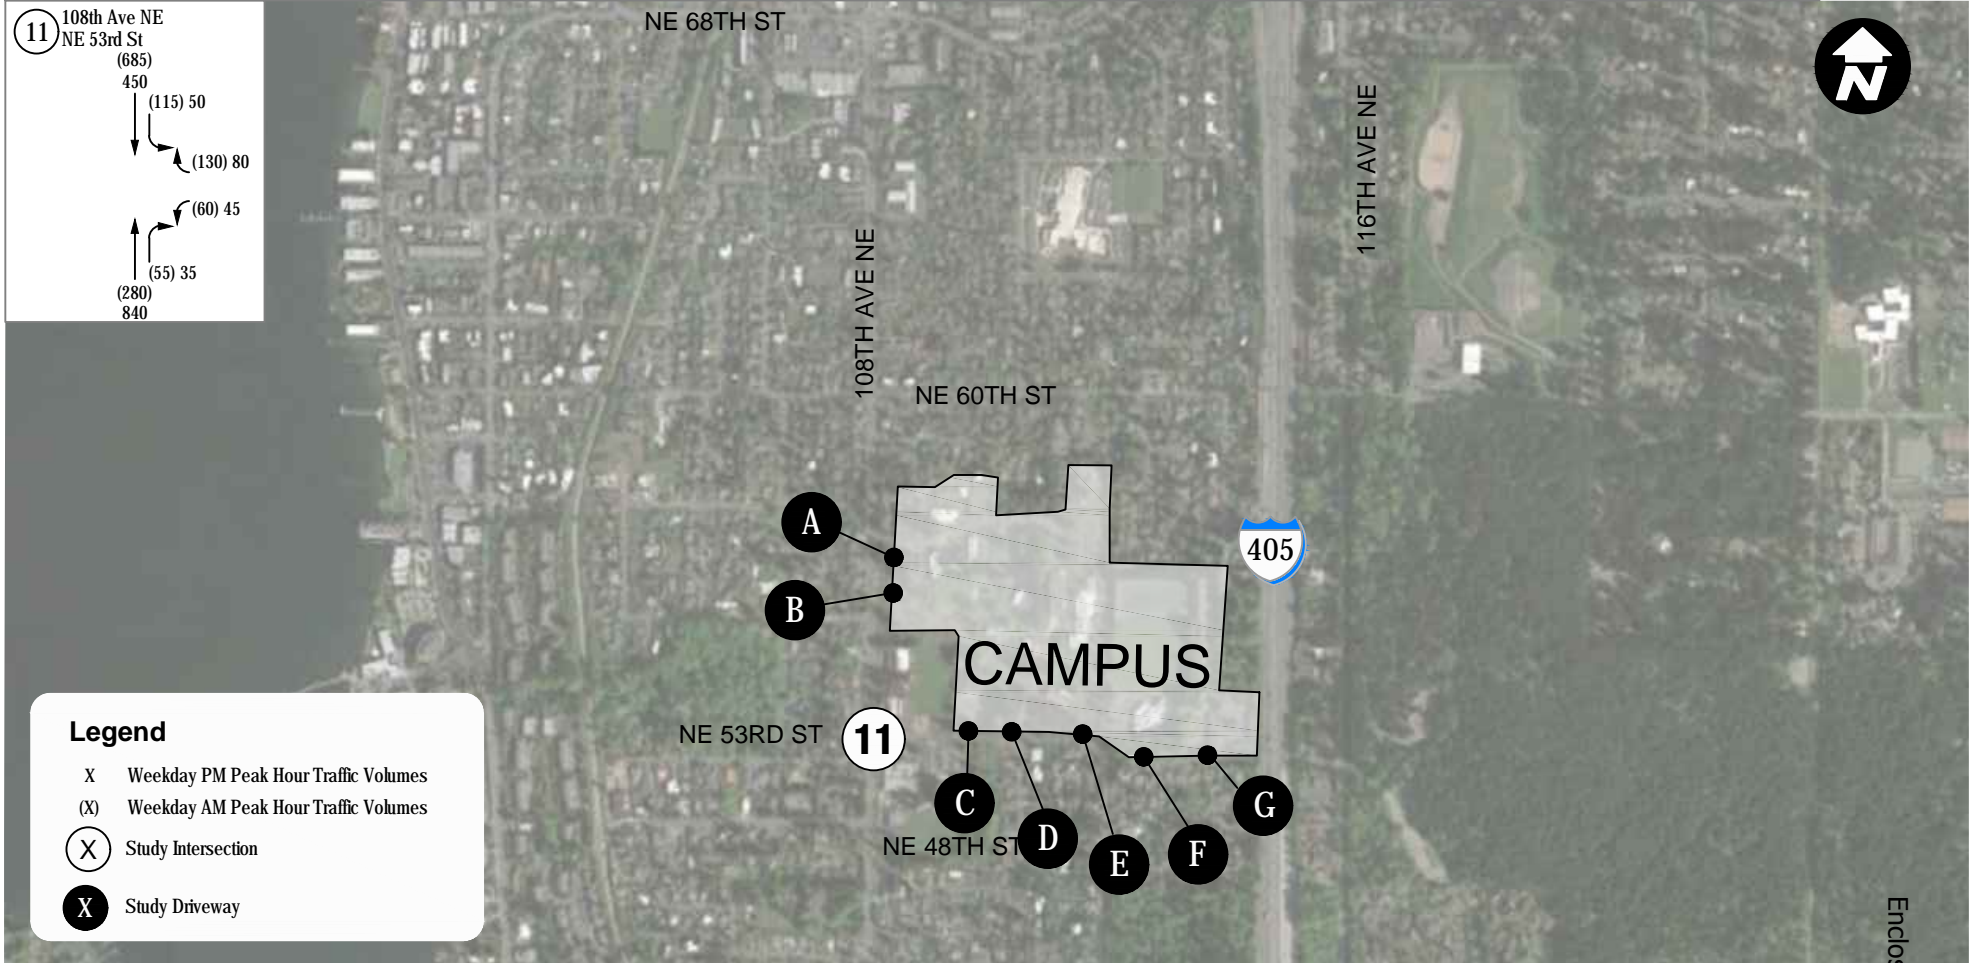 11
108th Ave NE
NE 53rd St
(685)
450
(115) 50
(130) 80
(60) 45
(55) 35
(280)
840
NE 68TH ST
N
116TH AVE NE
108TH AVE NE
NE 60TH ST
A
405
B
CAMPUS
NE 53RD ST
11
C
G
D
NE 48TH ST
E
F
Legend
X Weekday PM Peak Hour Traffic Volumes
(X) Weekday AM Peak Hour Traffic Volumes
X Study Intersection
X Study Driveway